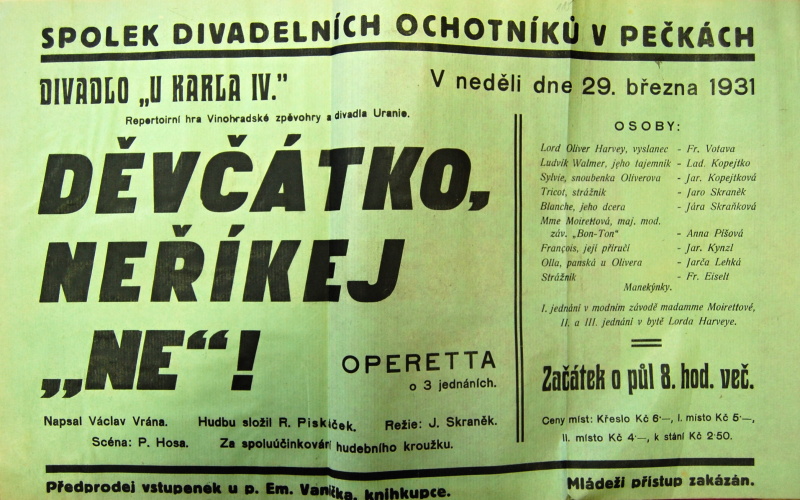 SPOLEK DIVADELNÍCH OCHOTNÍKŮ V PEČKÁCH
DIVADLO „U KARLA IV.”
V neděli dne 29. března 1931
Repertoirní hra Vinohradské zpěvohry a divadla Uranie.
DĚVČÁTKO,
NEŘÍKEJ
„NE“!
OPERETTA
o 3 jednáních.
Napsal Václav Vrána. Hudbu složil R. Piskáček. Režie: J. Skraněk.
Scéna: P. Hosa. Za spoluúčinkování hudebního kroužku.
OSOBY:
Lord Oliver Harvey, vyslanec - Fr. Votava
Ludvik Walmer, jeho tajemník - Lad. Kopejtko
Sylvie, snoubenka Oliverova - Jar. Kopejtková
Tricot, strážník - Jaro Skraněk
Blanche, jeho dcera - Jára Skraňková
Mme Moirettová, maj. mod.
záv. „Bon-Ton" - Anna Píšová
François, její příručí - Jar. Kynzl
Olla, panská u Olivera - Jarča Lehká
Strážník - Fr. Eiselt
Manekýnky.
I. jednání v modním závodě madamme Moirettové,
II. a III. jednání v bytě Lorda Harveye.
Začátek o půl 8. hod. več.
Ceny míst: Křeslo Kč 6·—, I. místo Kč 5·—,
II. místo Kč 4·—, k stání Kč 2·50.
Předprodej vstupenek u p. Em. Vaníčka, knihkupce.
Mládeži přístup zakázán.